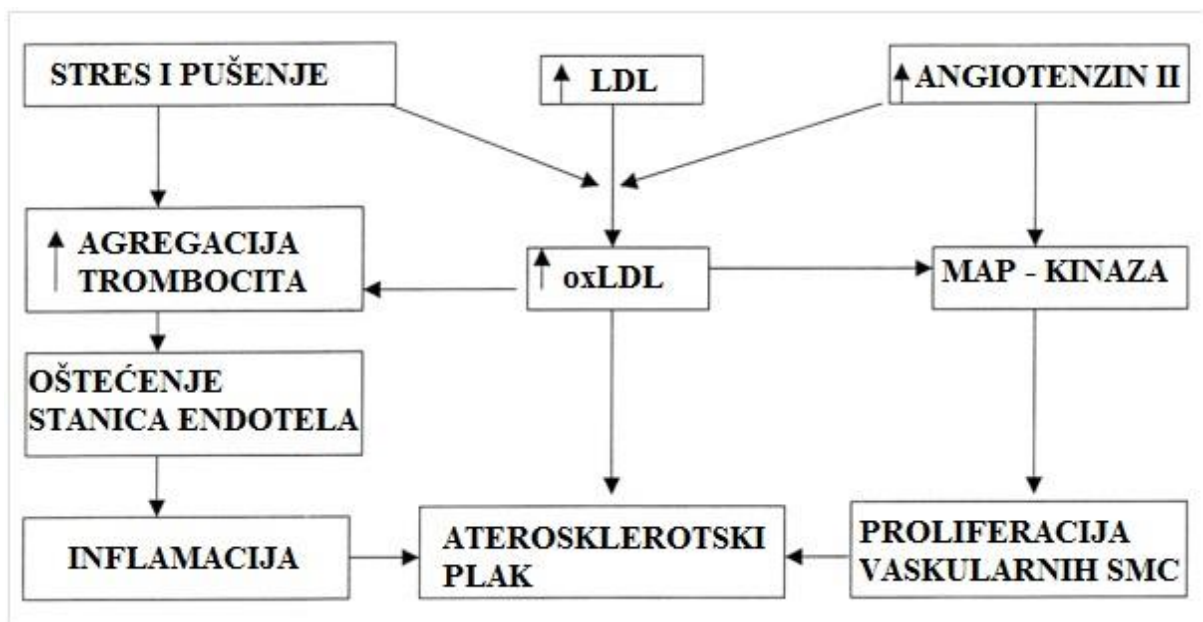 STRES I PUŠENJE
LDL
ANGIOTENZIN II
AGREGACIJA
TROMBOCITA
oxLDL
MAP - KINAZA
OŠTEĆENJE
STANICA ENDOTELA
INFLAMACIJA
ATEROSKLEROTSKI
PLAK
PROLIFERACIJA
VASKULARNIH SMC